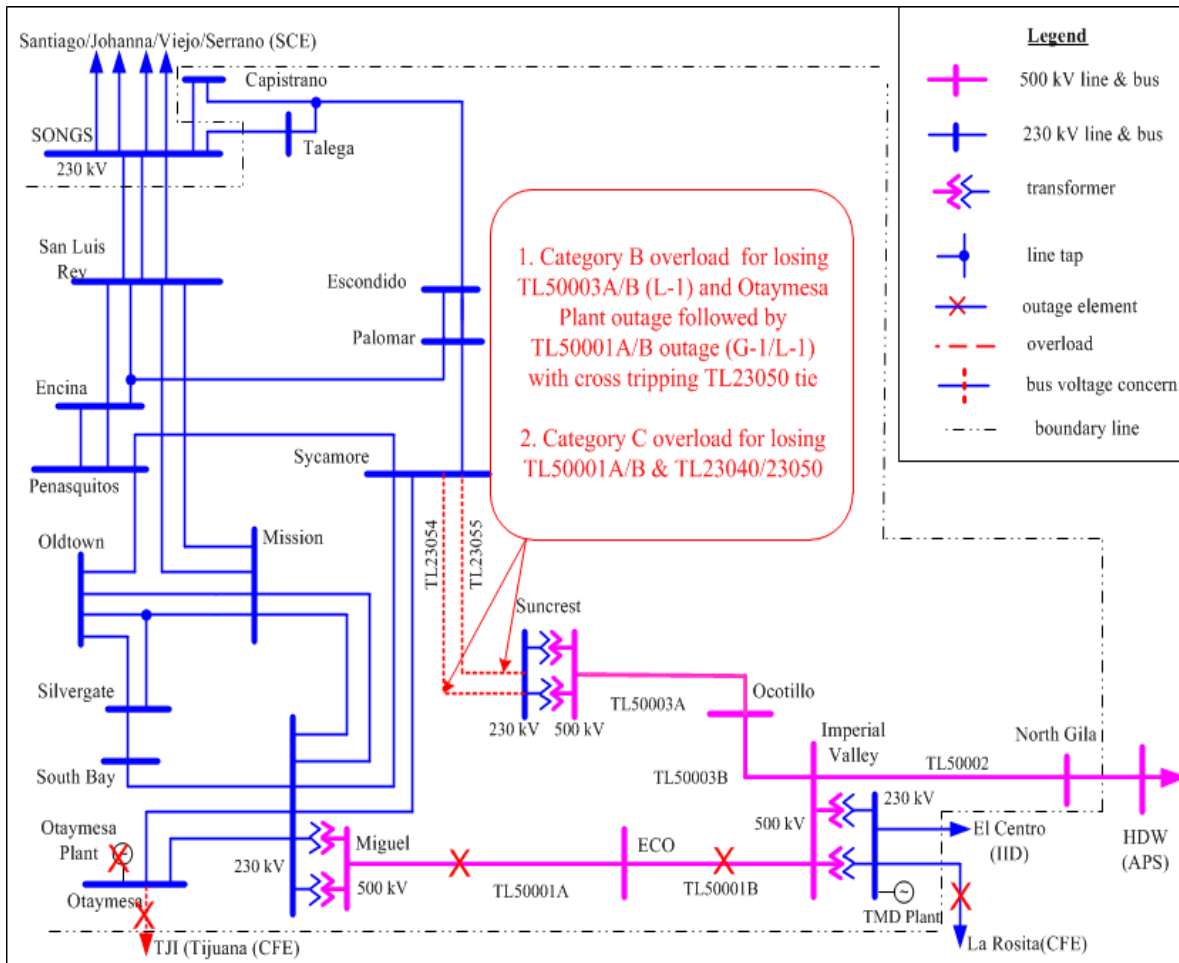 Santiago/Johanna/Viejo/Serrano (SCE)
Capistrano
SONGS
230 kV
Talega
San Luis
Rey
Escondido
Palomar
Encina
Penasquitos
Sycamore
Oldtown
Mission
TL23054
TL23055
1. Category B overload for losing
TL50003A/B (L-1) and Otaymesa
Plant outage followed by
TL50001A/B outage (G-1/L-1)
with cross tripping TL23050 tie
2. Category C overload for losing
TL50001A/B & TL23040/23050
Suncrest
230 kV
500 kV
TL50003A
Ocotillo
Silvergate
South Bay
TL50003B
Imperial
Valley
TL50002
North Gila
HDW
(APS)
500 kV
230 kV
El Centro
(IID)
Otaymesa
Plant
Otaymesa
230 kV
Miguel
500 kV
TL50001A
ECO
TL50001B
TMD Plant
La Rosita(CFE)
TJI (Tijuana (CFE)
Legend
500 kV line & bus
230 kV line & bus
transformer
line tap
outage element
overload
bus voltage concern
boundary line